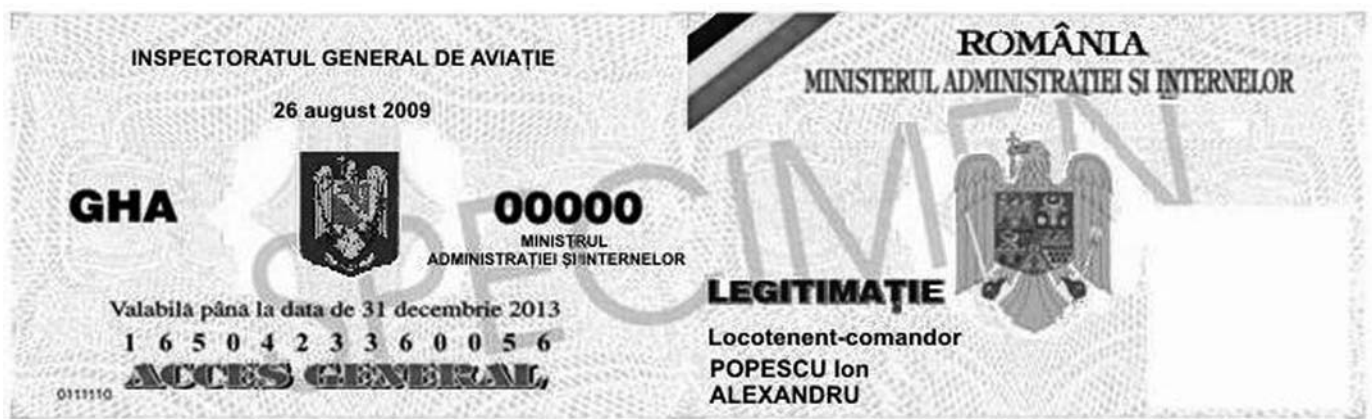 INSPECTORATUL GENERAL DE AVIAȚIE
26 august 2009
GHA
00000
MINISTRUL
ADMINISTRAȚIEI ȘI INTERNELOR
Valabilă până la data de 31 decembrie 2013
1 6 5 0 4 2 3 3 6 0 0 5 6
ACCES GENERAL
0111110
ROMÂNIA
MINISTERUL ADMINISTRAȚIEI ȘI INTERNELOR
LEGITIMAȚIE
Locotenent-comandor
POPESCU Ion
ALEXANDRU
SPECIMEN